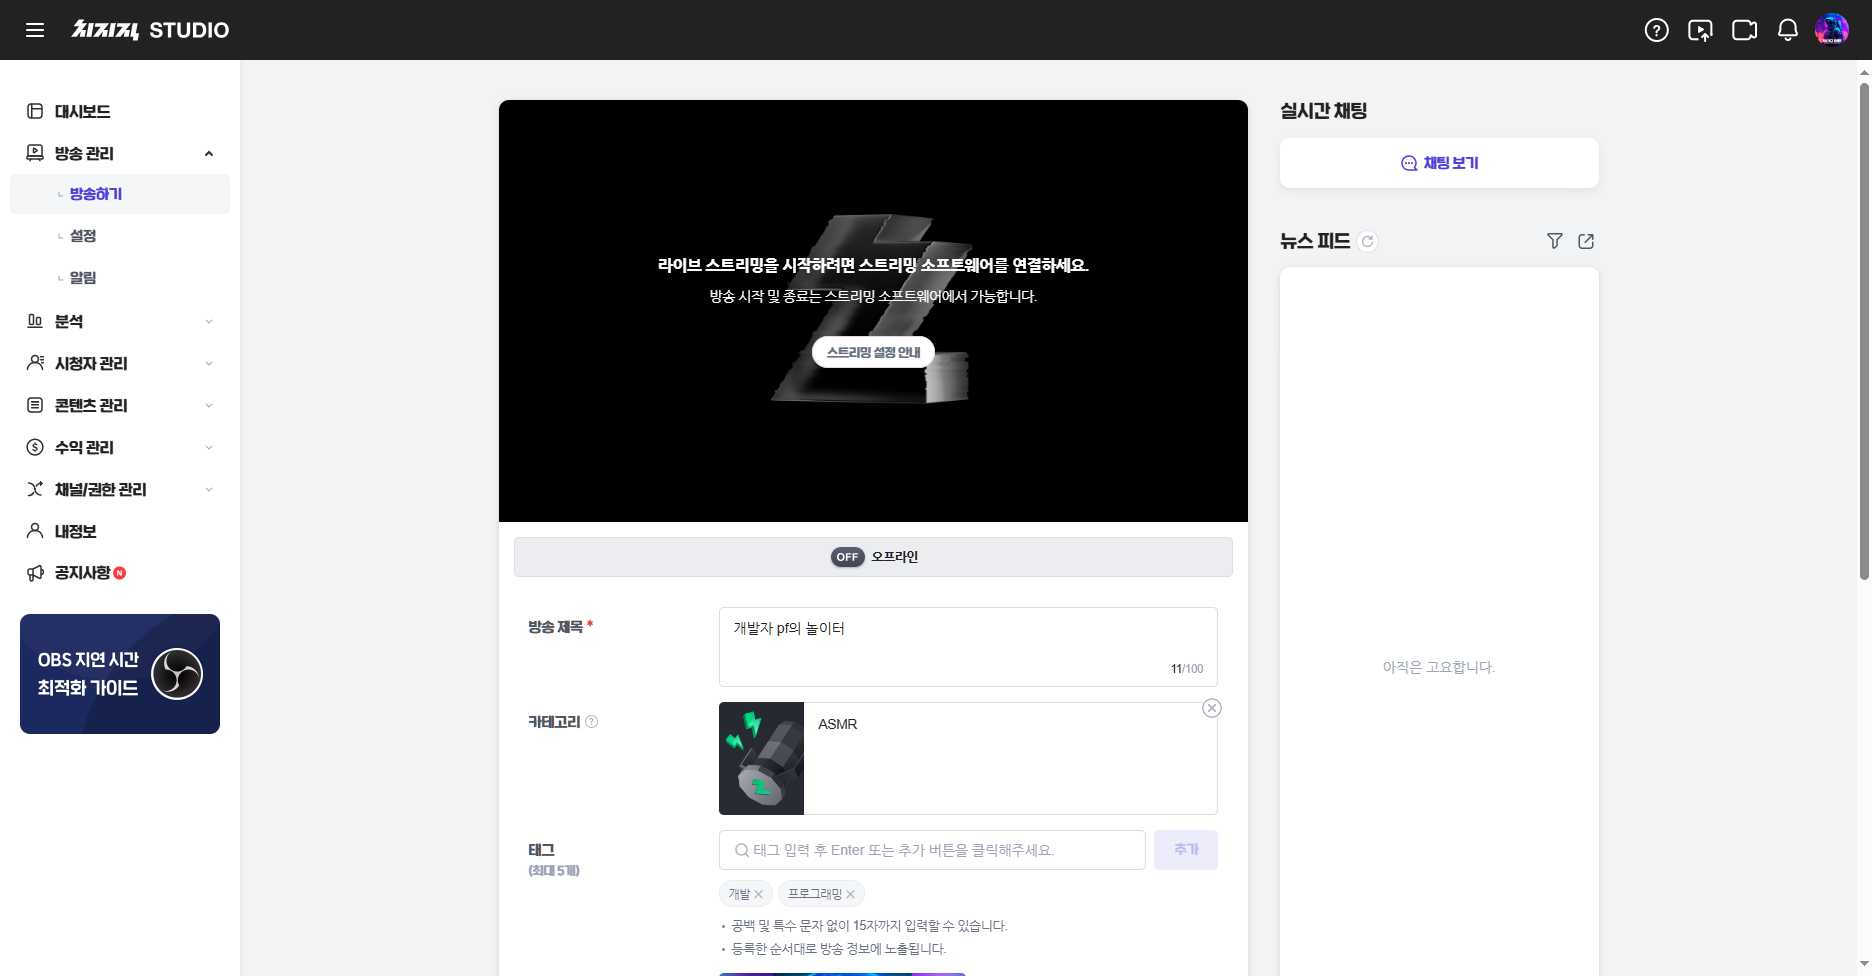 치지직 STUDIO
대시보드
방송 관리
방송하기
설정
알림
분석
시청자 관리
콘텐츠 관리
수익 관리
채널/권한 관리
내정보
공지사항 N
OBS 지연 시간
최적화 가이드
라이브 스트리밍을 시작하려면 스트리밍 소프트웨어를 연결하세요.
방송 시작 및 종료는 스트리밍 소프트웨어에서 가능합니다.
스트리밍 설정 안내
OFF 오프라인
방송 제목 *
개발자 pf의 놀이터
11/100
카테고리
ASMR
태그
(최대 5개)
태그 입력 후 Enter 또는 추가 버튼을 클릭해주세요.
추가
개발
프로그래밍
• 공백 및 특수 문자 없이 15자까지 입력할 수 있습니다.
• 등록한 순서대로 방송 정보에 노출됩니다.
실시간 채팅
채팅 보기
뉴스 피드
아직은 고요합니다.